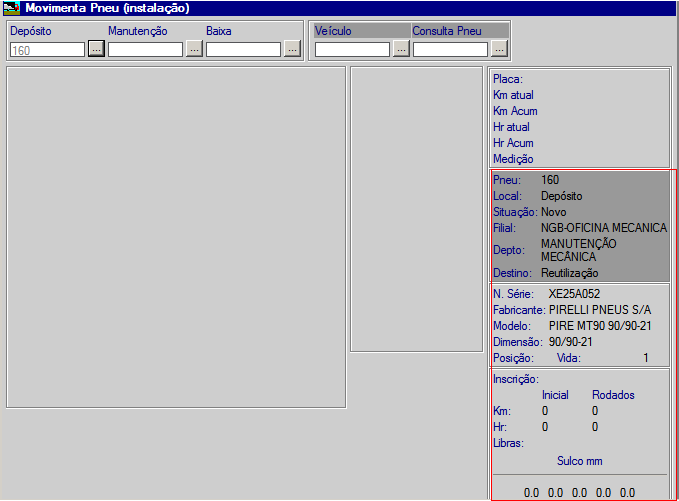 Movimenta Pneu (instalação)
Depósito Manutenção Baixa Veículo Consulta Pneu
160 ... ... ... ... ...
Placa:
Km atual
Km Acum
Hr atual
Hr Acum
Medição
Pneu: 160
Local: Depósito
Situação: Novo
Filial: NGB-OFICINA MECANICA
Depto: MANUTENÇÃO
MECÂNICA
Destino: Reutilização
N. Série: XE25A052
Fabricante: PIRELLI PNEUS S/A
Modelo: PIRE MT90 90/90-21
Dimensão: 90/90-21
Posição: Vida: 1
Inscrição:
Inicial Rodados
Km: 0 0
Hr: 0 0
Libras:
Sulco mm
0.0 0.0 0.0 0.0 0.0